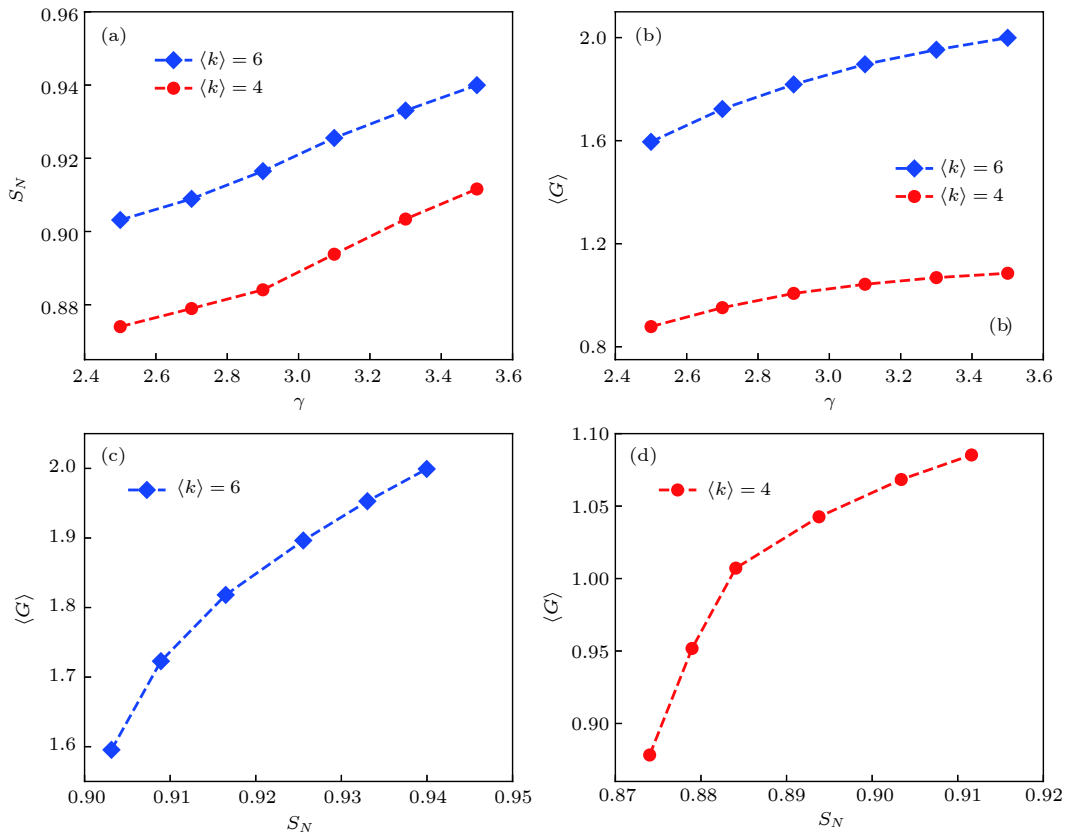 (a)
⟨k⟩ = 6
⟨k⟩ = 4
0.96
0.94
0.92
0.90
0.88
S_N
2.4 2.6 2.8 3.0 3.2 3.4 3.6
γ
(b)
⟨k⟩ = 6
⟨k⟩ = 4
(b)
2.0
1.6
1.2
0.8
⟨G⟩
2.4 2.6 2.8 3.0 3.2 3.4 3.6
γ
(c)
⟨k⟩ = 6
2.0
1.9
1.8
1.7
1.6
⟨G⟩
0.90 0.91 0.92 0.93 0.94 0.95
S_N
(d)
⟨k⟩ = 4
1.10
1.05
1.00
0.95
0.90
⟨G⟩
0.87 0.88 0.89 0.90 0.91 0.92
S_N